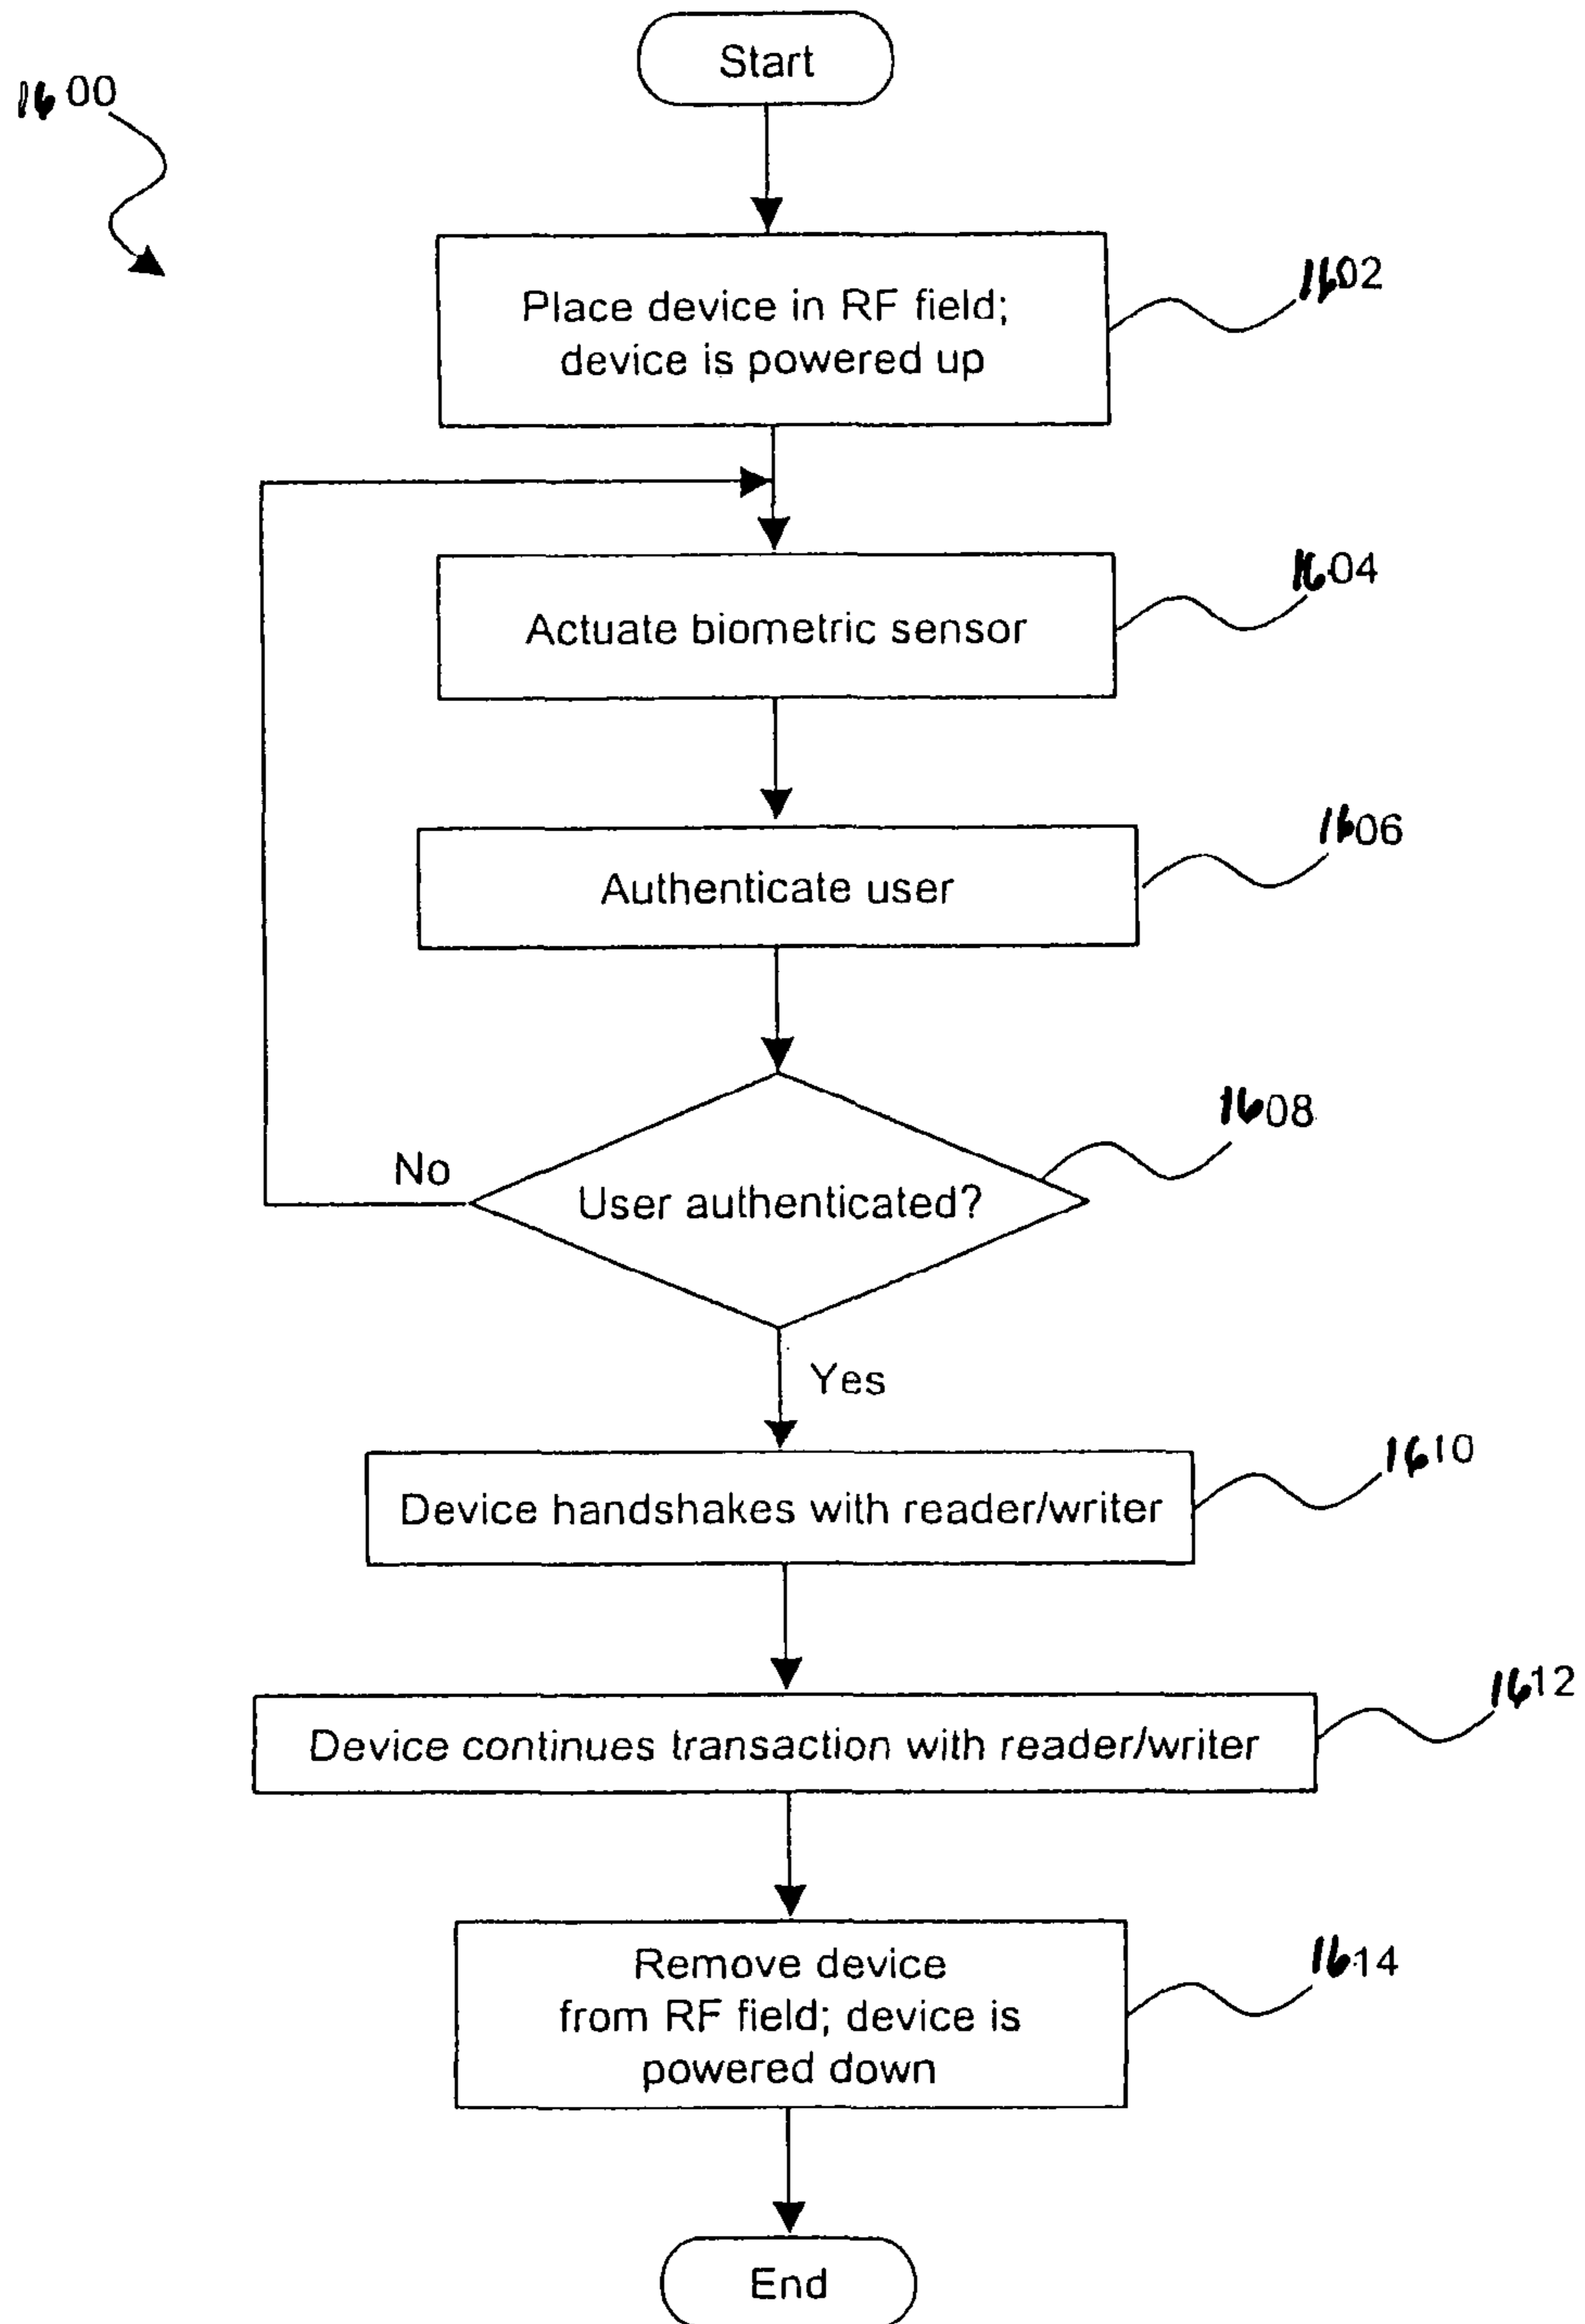 Start
1600
Place device in RF field;
device is powered up
1602
Actuate biometric sensor
1604
Authenticate user
1606
User authenticated?
1608
No
Yes
Device handshakes with reader/writer
1610
Device continues transaction with reader/writer
1612
Remove device
from RF field; device is
powered down
1614
End